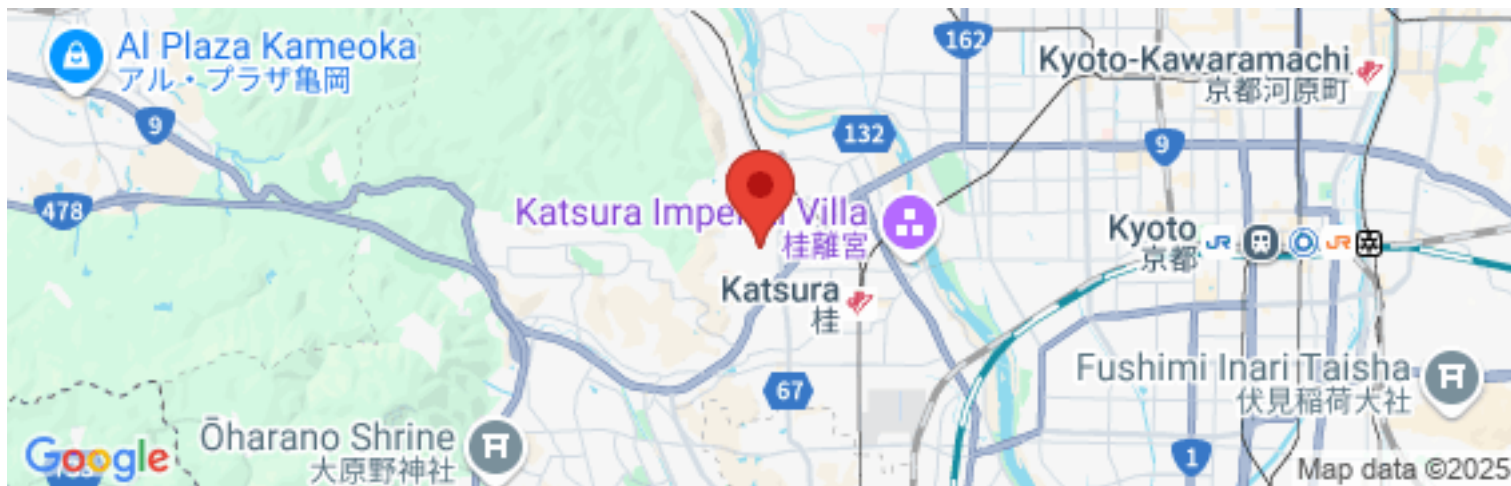 Al Plaza Kameoka
アル・プラザ亀岡
162
Kyoto-Kawaramachi
京都河原町
9
132
9
478
Katsura Imperial Villa
桂離宮
Kyoto
京都
JR
JR
Katsura
桂
67
Fushimi Inari Taisha
伏見稲荷大社
Ōharano Shrine
大原野神社
1
Google
Map data ©2025